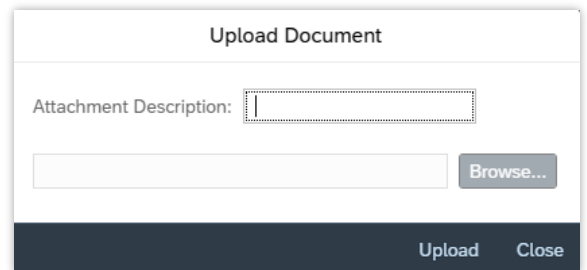 Upload Document
Attachment Description:
Browse...
Upload Close